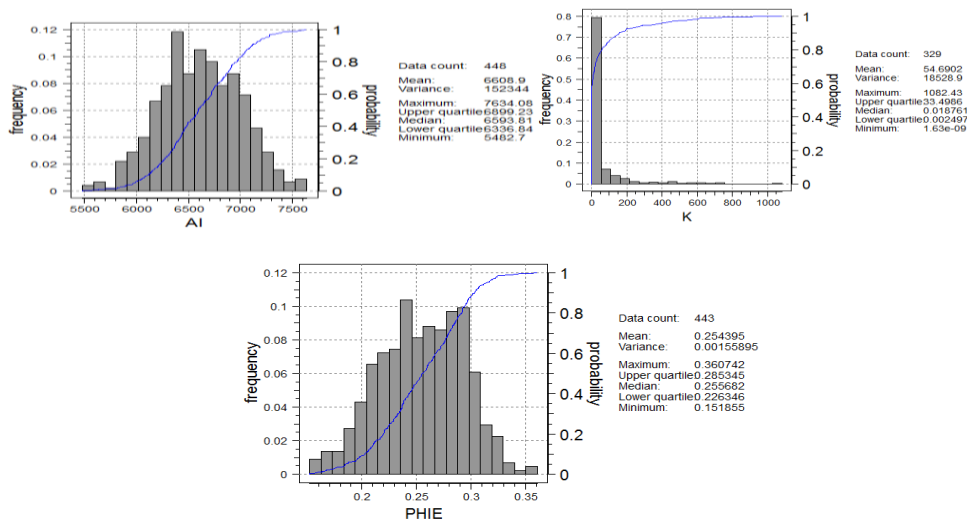 0.12
0.1
0.08
0.06
0.04
0.02
0
frequency
1
0.8
0.6
0.4
0.2
0
probability
5500 6000 6500 7000 7500
AI
Data count: 448
Mean: 6608.9
Variance: 152344
Maximum: 7634.08
Upper quartile: 6899.23
Median: 6593.81
Lower quartile: 6336.84
Minimum: 5482.7
0.8
0.7
0.6
0.5
0.4
0.3
0.2
0.1
0
frequency
1
0.8
0.6
0.4
0.2
0
probability
0 200 400 600 800 1000
K
Data count: 329
Mean: 54.6902
Variance: 18528.9
Maximum: 1082.43
Upper quartile: 33.4986
Median: 0.018761
Lower quartile: 0.002497
Minimum: 1.63e-09
0.12
0.1
0.08
0.06
0.04
0.02
0
frequency
1
0.8
0.6
0.4
0.2
0
probability
0.2 0.25 0.3 0.35
PHIE
Data count: 443
Mean: 0.254395
Variance: 0.00155895
Maximum: 0.360742
Upper quartile: 0.285345
Median: 0.255682
Lower quartile: 0.226346
Minimum: 0.151855